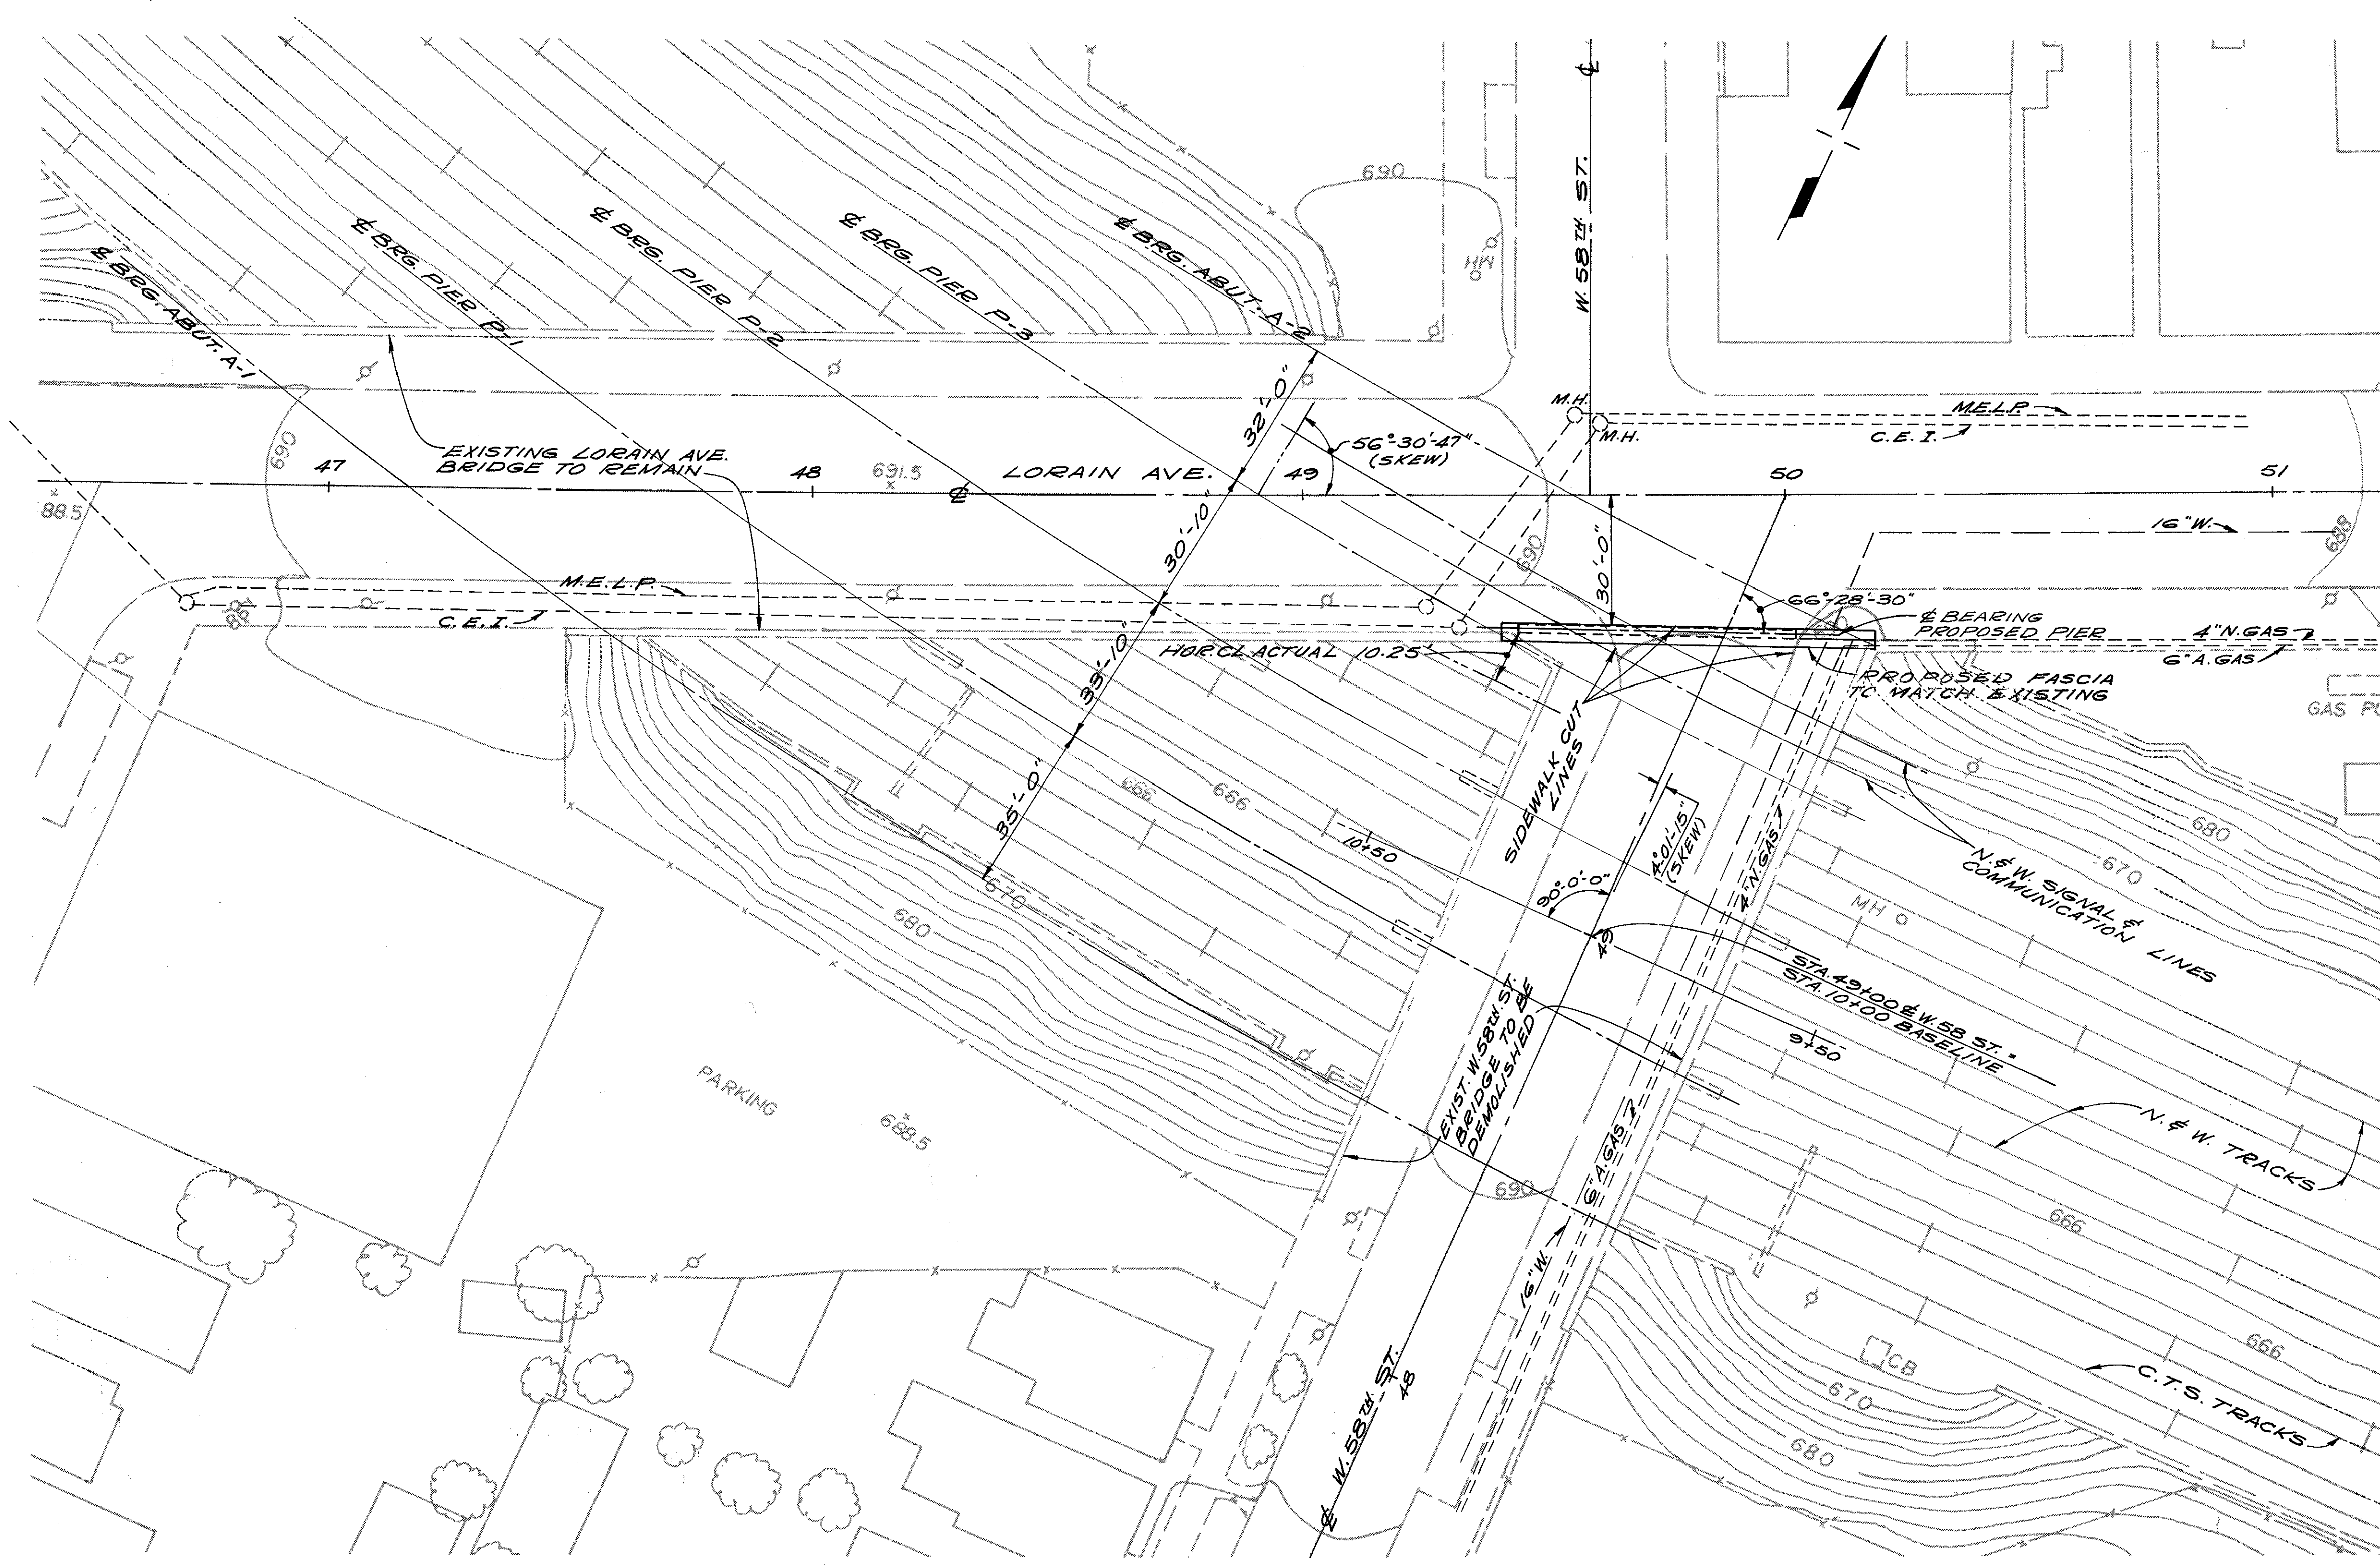 690
W. 58TH ST.
℄
MH
℄ BRG. ABUT. A-1
℄ BRG. PIER P-1
℄ BRG. PIER P-2
℄ BRG. PIER P-3
℄ BRG. ABUT. A-2
32'-0"
56°-30'-47"
(SKEW)
M.H.
M.H.
M.E.L.P.
C.E.I.
690
EXISTING LORAIN AVE.
BRIDGE TO REMAIN
47
48
691.5
℄
LORAIN AVE.
49
50
51
88.5
30'-10"
30'-0"
690
16"W.
688
M.E.L.P.
C.E.I.
66°-28'-30"
℄ BEARING
PROPOSED PIER
4"N.GAS
6"A.GAS
HOR.CL ACTUAL 10.25'
PROPOSED FASCIA
TO MATCH EXISTING
GAS PU
33'-10"
35'-0"
666
666
10+50
SIDEWALK CUT
LINES
4°-01'-15"
(SKEW)
90°-0'-0"
4"N.GAS
49
MH
N.&W. SIGNAL &
COMMUNICATION LINES
680
670
670
680
STA.49+00 ℄ W.58 ST. =
STA.10+00 BASELINE
9+50
EXIST. W.58TH ST.
BRIDGE TO BE
DEMOLISHED
PARKING
688.5
690
6"A.GAS
16"W.
N. & W. TRACKS
666
666
CB
670
680
C.T.S. TRACKS
W.58TH ST.
48
℄